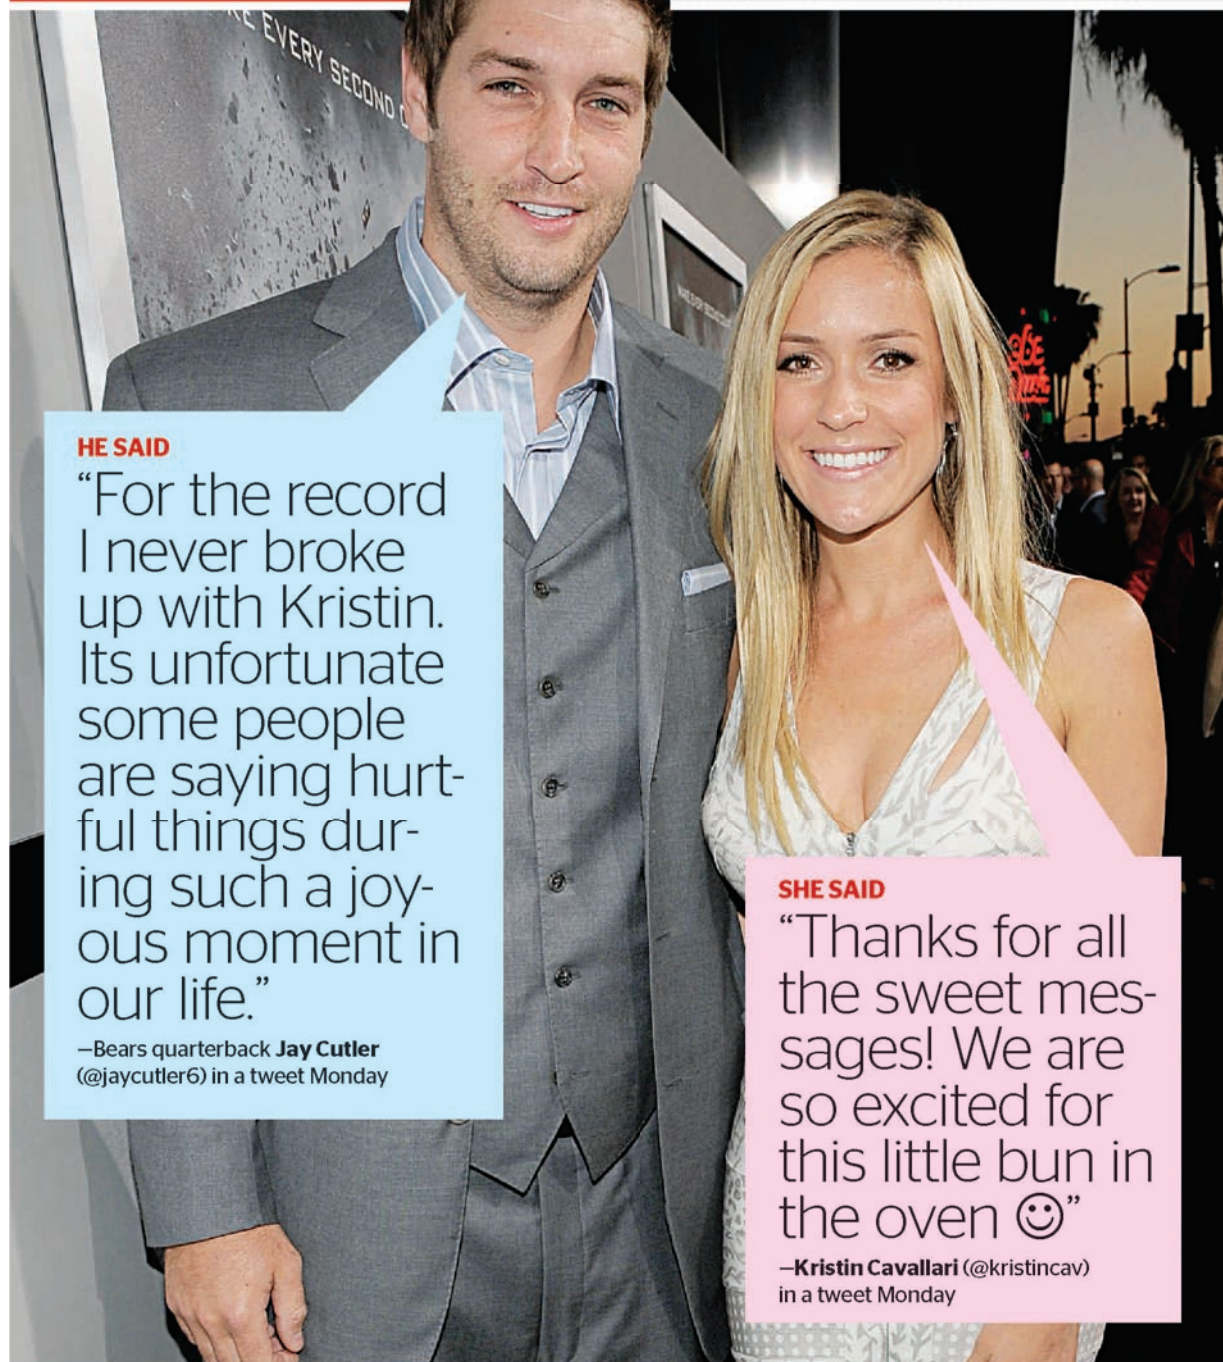 KE EVERY SECOND C
HE SAID
“For the record
I never broke
up with Kristin.
Its unfortunate
some people
are saying hurt-
ful things dur-
ing such a joy-
ous moment in
our life.”
—Bears quarterback Jay Cutler
(@jaycutler6) in a tweet Monday
SHE SAID
“Thanks for all
the sweet mes-
sages! We are
so excited for
this little bun in
the oven ☺”
—Kristin Cavallari (@kristincav)
in a tweet Monday